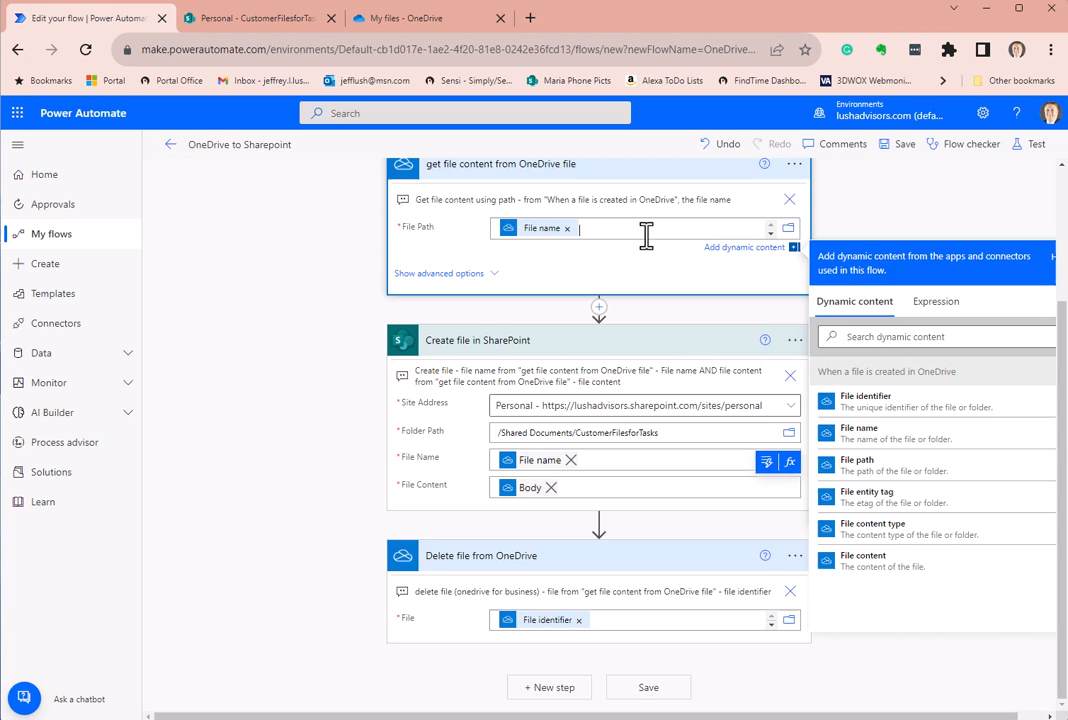 Edit your flow | Power Automate
Personal - CustomerFilesforTas
My files - OneDrive
make.powerautomate.com/environments/Default-cb1d017e-1ae2-4f20-81e8-0242e36fcd13/flows/new?newFlowName=OneDrive...
Bookmarks
Portal
Portal Office
Inbox - jeffrey.l.lus...
jefflush@msn.com
Sensi - Simply/Se...
Maria Phone Picts
Alexa ToDo Lists
FindTime Dashbo...
3DWOX Webmoni...
Other bookmarks
Power Automate
Search
Environments
lushadvisors.com (defa...
OneDrive to Sharepoint
Undo
Redo
Comments
Save
Flow checker
Test
Home
Approvals
My flows
Create
Templates
Connectors
Data
Monitor
AI Builder
Process advisor
Solutions
Learn
Ask a chatbot
get file content from OneDrive file
Get file content using path - from "When a file is created in OneDrive", the file name
* File Path
File name
Add dynamic content
Show advanced options
Create file in SharePoint
Create file - file name from "get file content from OneDrive file" - File name AND file content
from "get file content from OneDrive file" - file content
* Site Address
Personal - https://lushadvisors.sharepoint.com/sites/personal
* Folder Path
/Shared Documents/CustomerFilesforTasks
* File Name
File name
fx
* File Content
Body
Delete file from OneDrive
delete file (onedrive for business) - file from "get file content from OneDrive file" - file identifier
* File
File identifier
+ New step
Save
Add dynamic content from the apps and connectors
used in this flow.
Dynamic content
Expression
Search dynamic content
When a file is created in OneDrive
File identifier
The unique identifier of the file or folder.
File name
The name of the file or folder.
File path
The path of the file or folder.
File entity tag
The etag of the file or folder.
File content type
The content type of the file or folder.
File content
The content of the file.